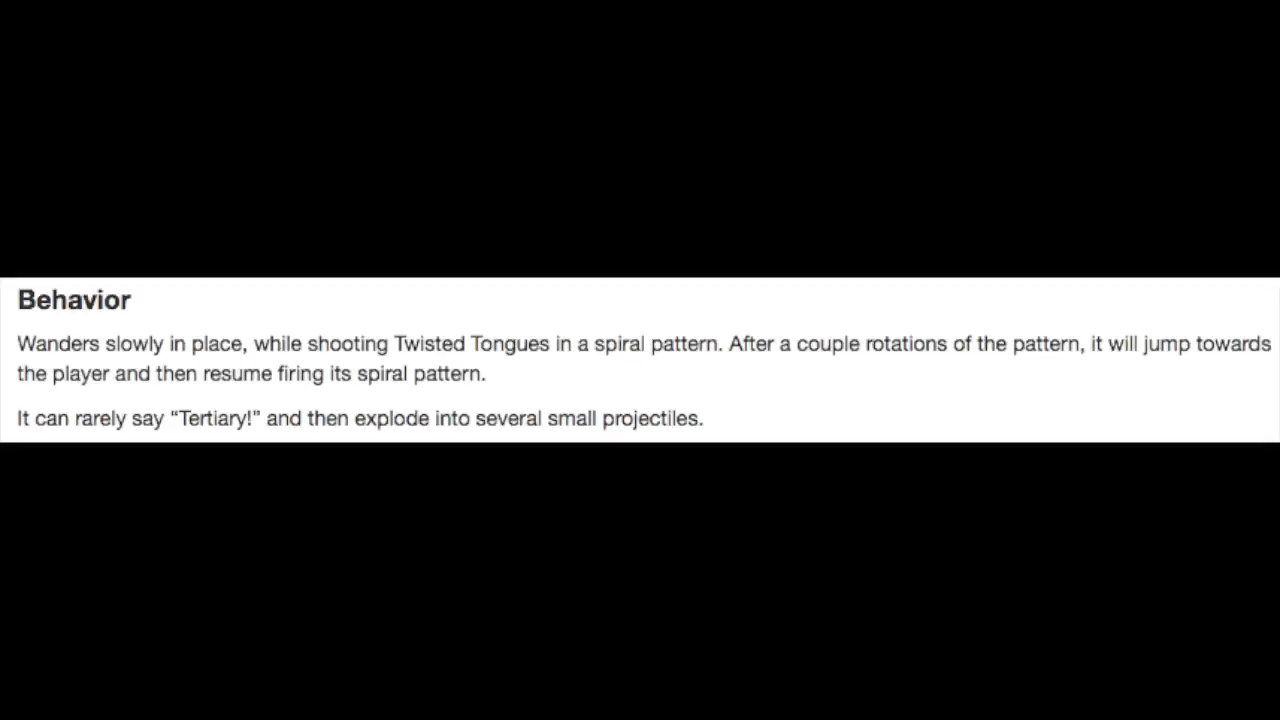 Behavior
Wanders slowly in place, while shooting Twisted Tongues in a spiral pattern. After a couple rotations of the pattern, it will jump towards
the player and then resume firing its spiral pattern.
It can rarely say “Tertiary!” and then explode into several small projectiles.